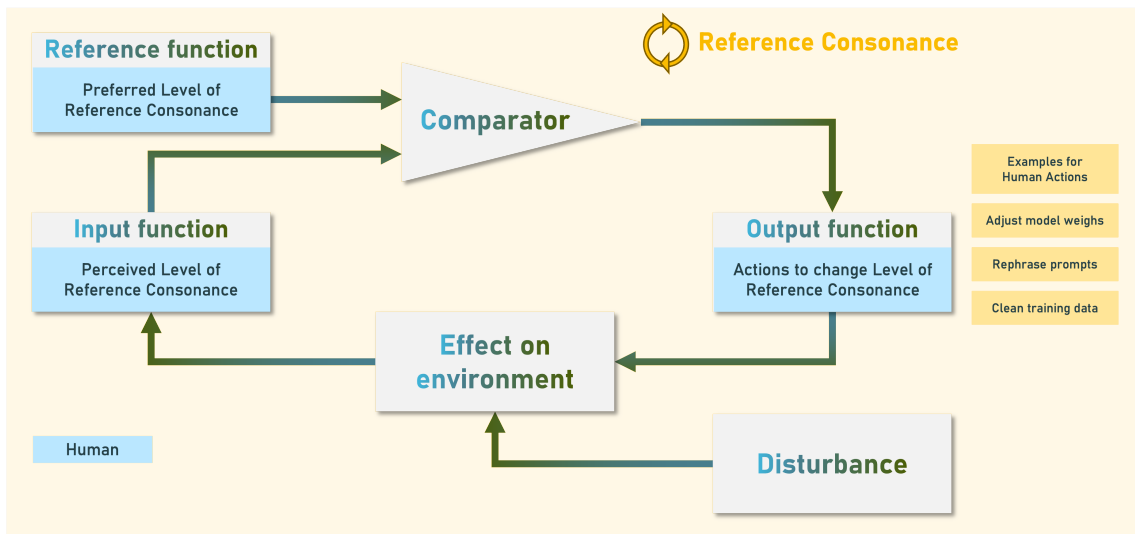 Reference Consonance
Reference function
Preferred Level of
Reference Consonance
Comparator
Input function
Perceived Level of
Reference Consonance
Output function
Actions to change Level of
Reference Consonance
Examples for
Human Actions
Adjust model weighs
Rephrase prompts
Clean training data
Effect on
environment
Disturbance
Human